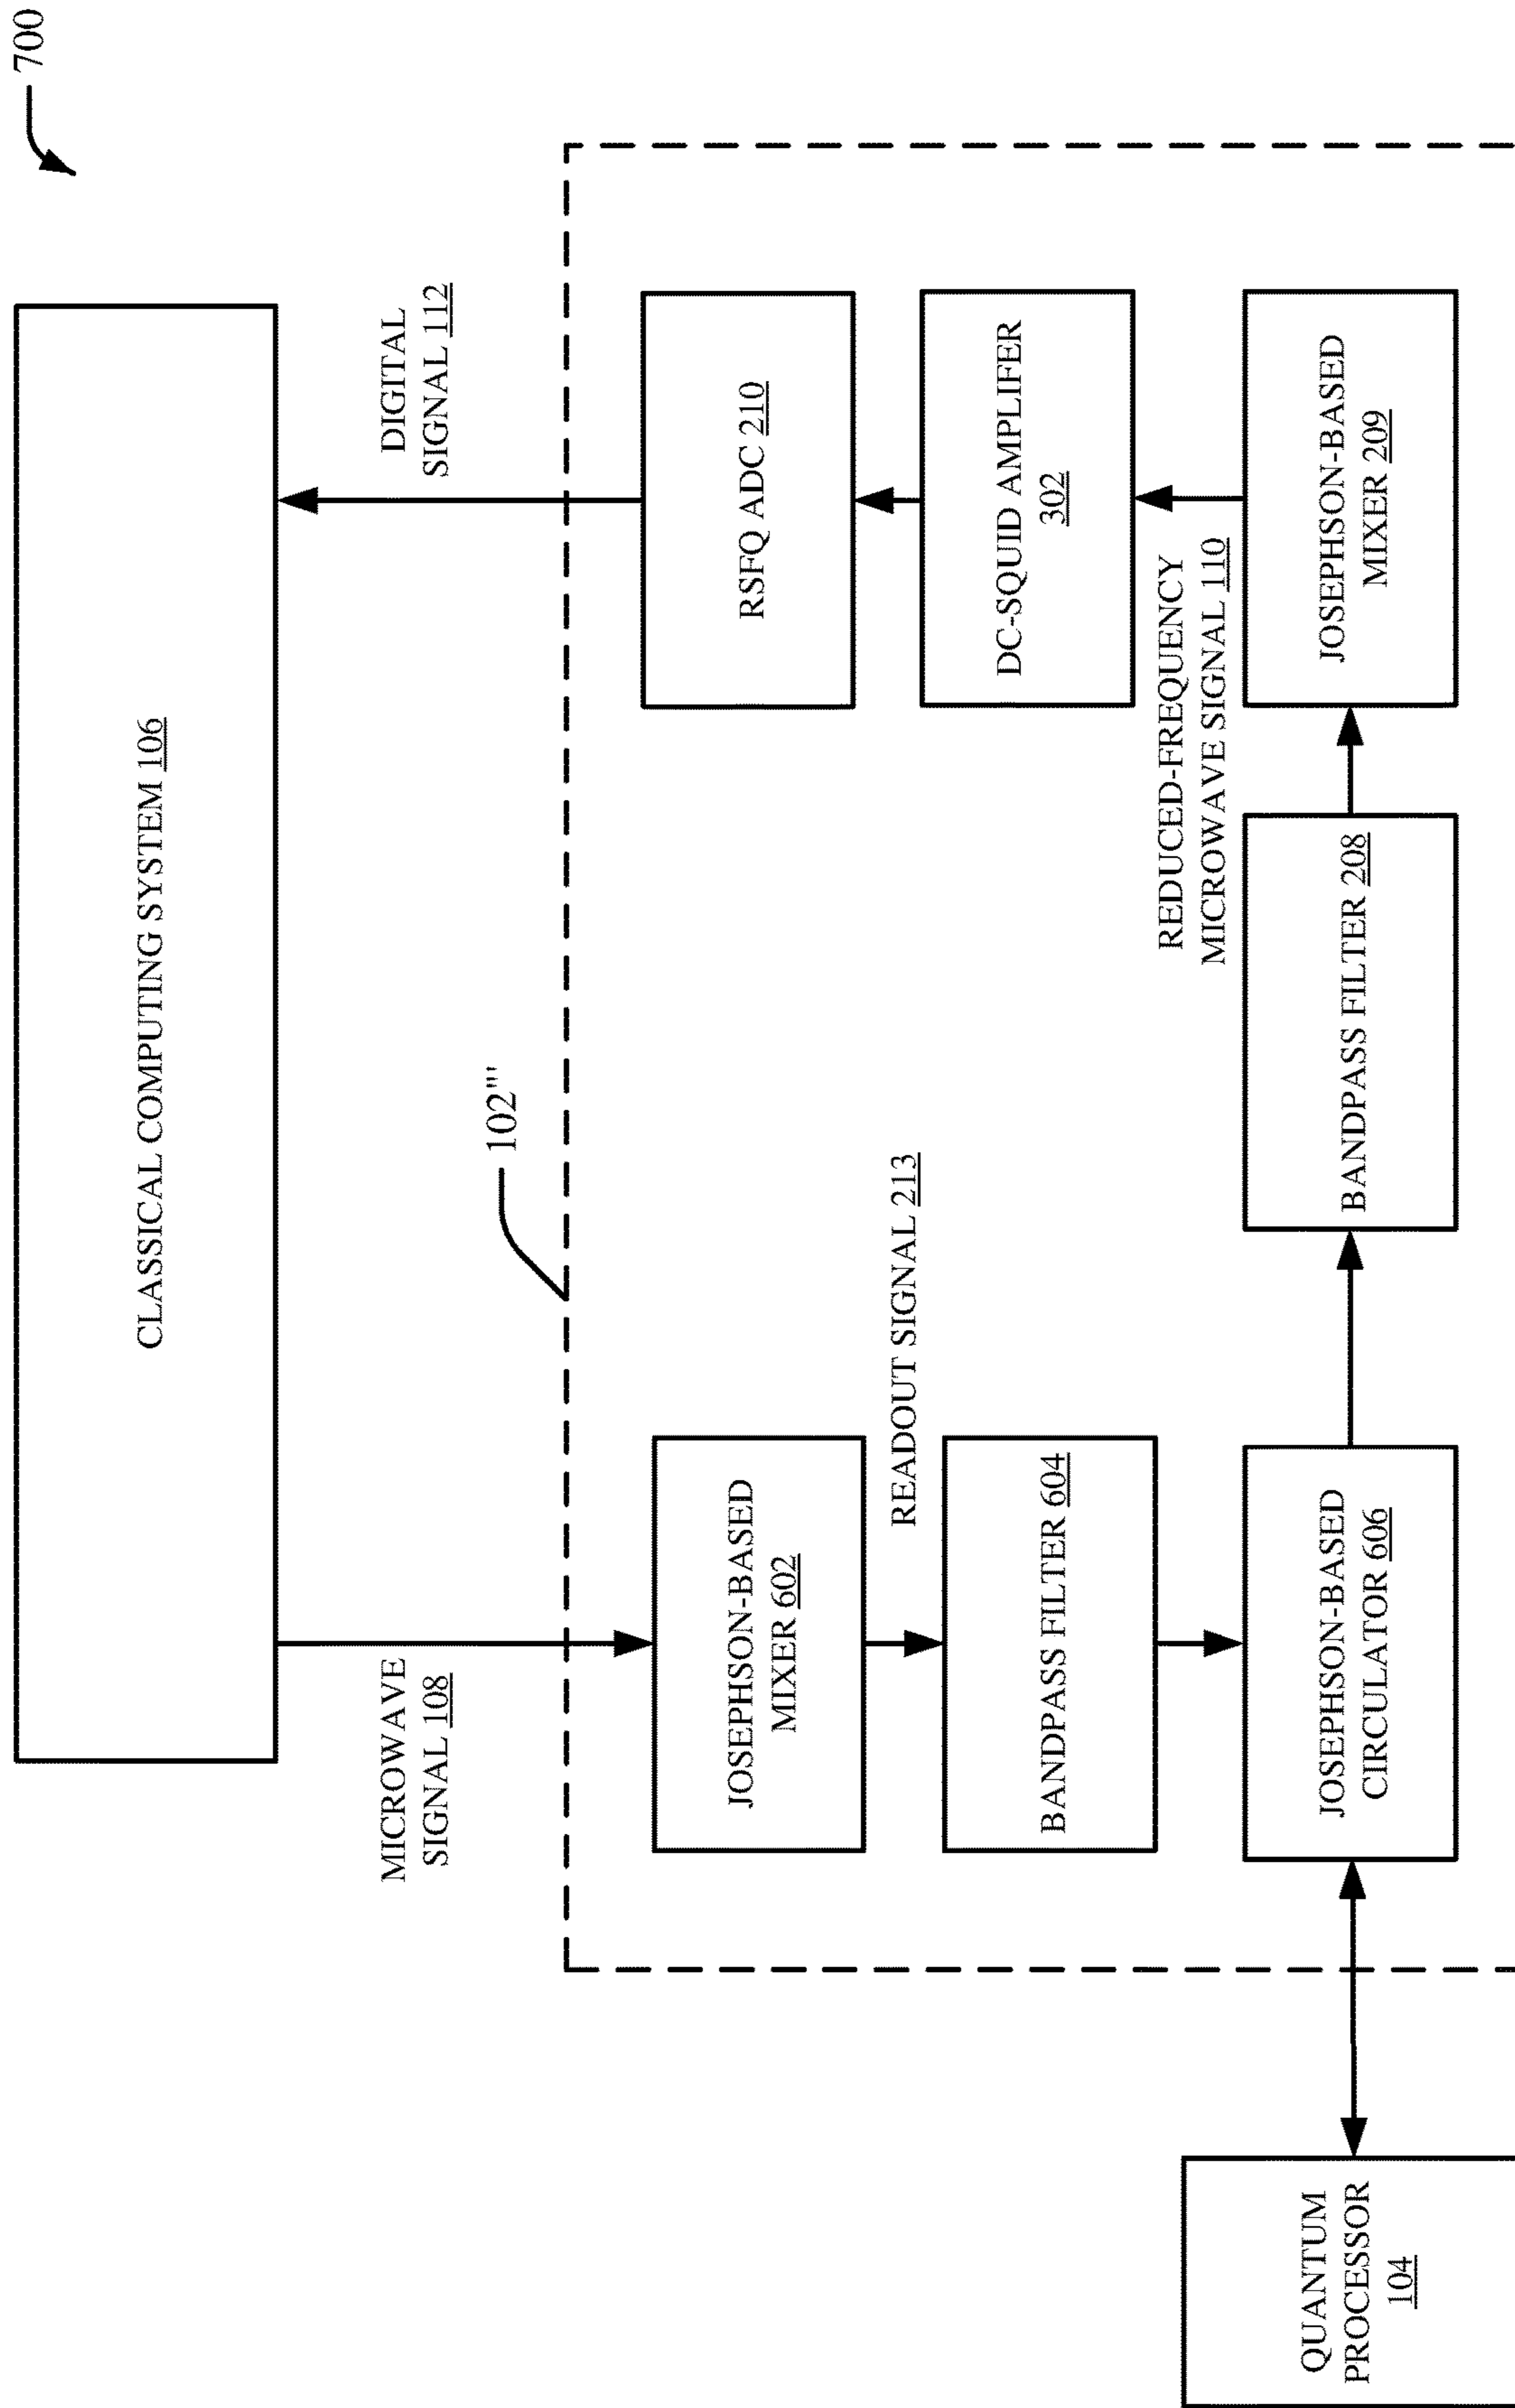 700
CLASSICAL COMPUTING SYSTEM 106
MICROWAVE
SIGNAL 108
DIGITAL
SIGNAL 112
102''''
JOSEPHSON-BASED
MIXER 602
READOUT SIGNAL 213
BANDPASS FILTER 604
JOSEPHSON-BASED
CIRCULATOR 606
QUANTUM
PROCESSOR
104
BANDPASS FILTER 208
REDUCED-FREQUENCY
MICROWAVE SIGNAL 110
JOSEPHSON-BASED
MIXER 209
DC-SQUID AMPLIFER
302
RSFQ ADC 210